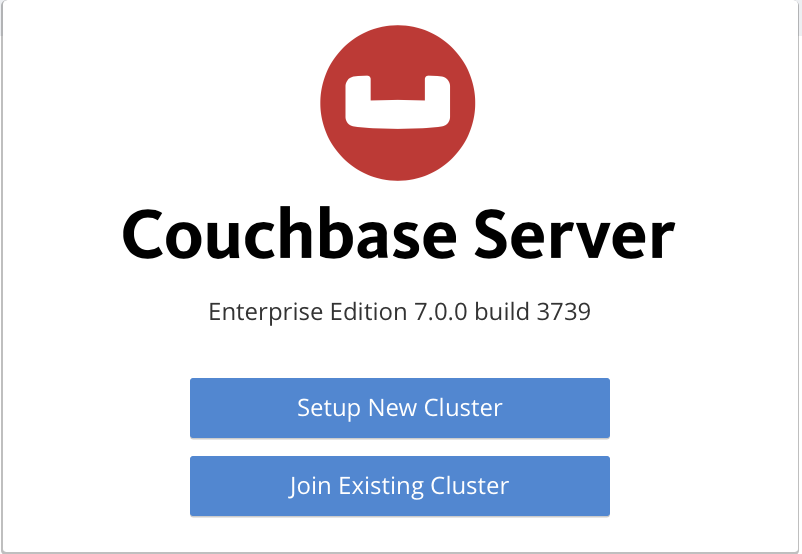 Couchbase Server
Enterprise Edition 7.0.0 build 3739
Setup New Cluster
Join Existing Cluster